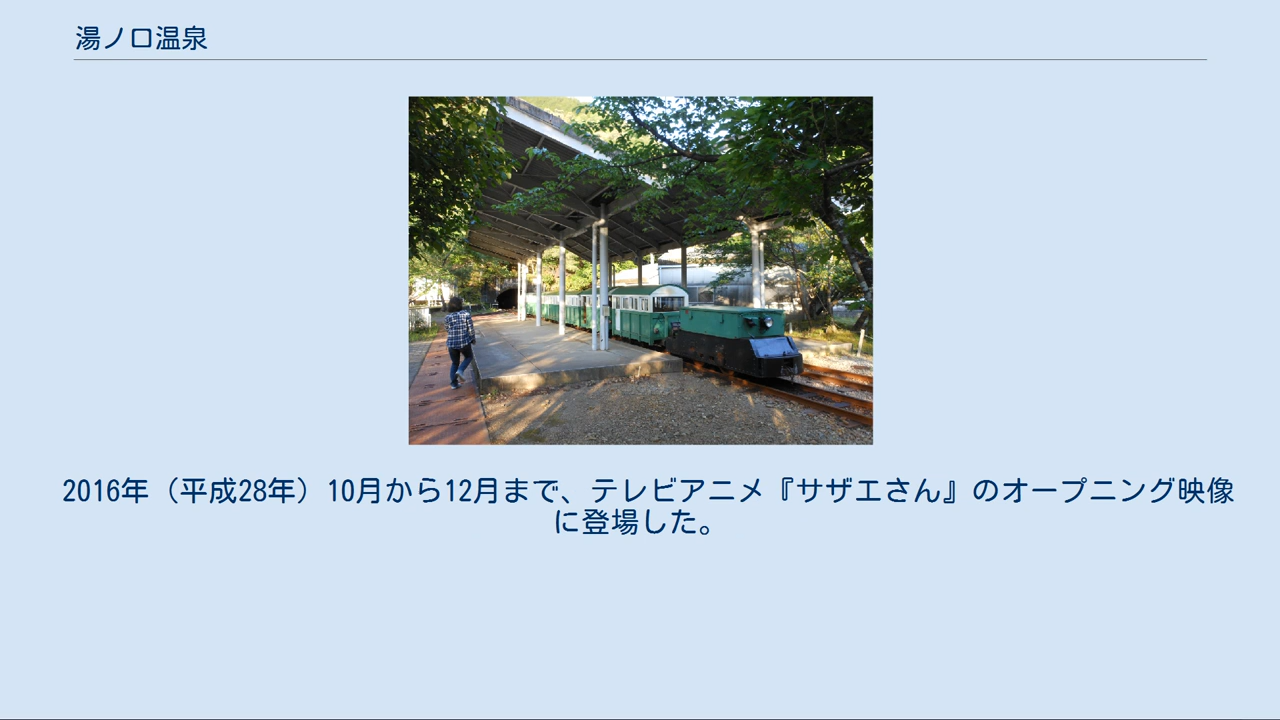 湯ノ口温泉
2016年（平成28年）10月から12月まで、テレビアニメ『サザエさん』のオープニング映像
に登場した。